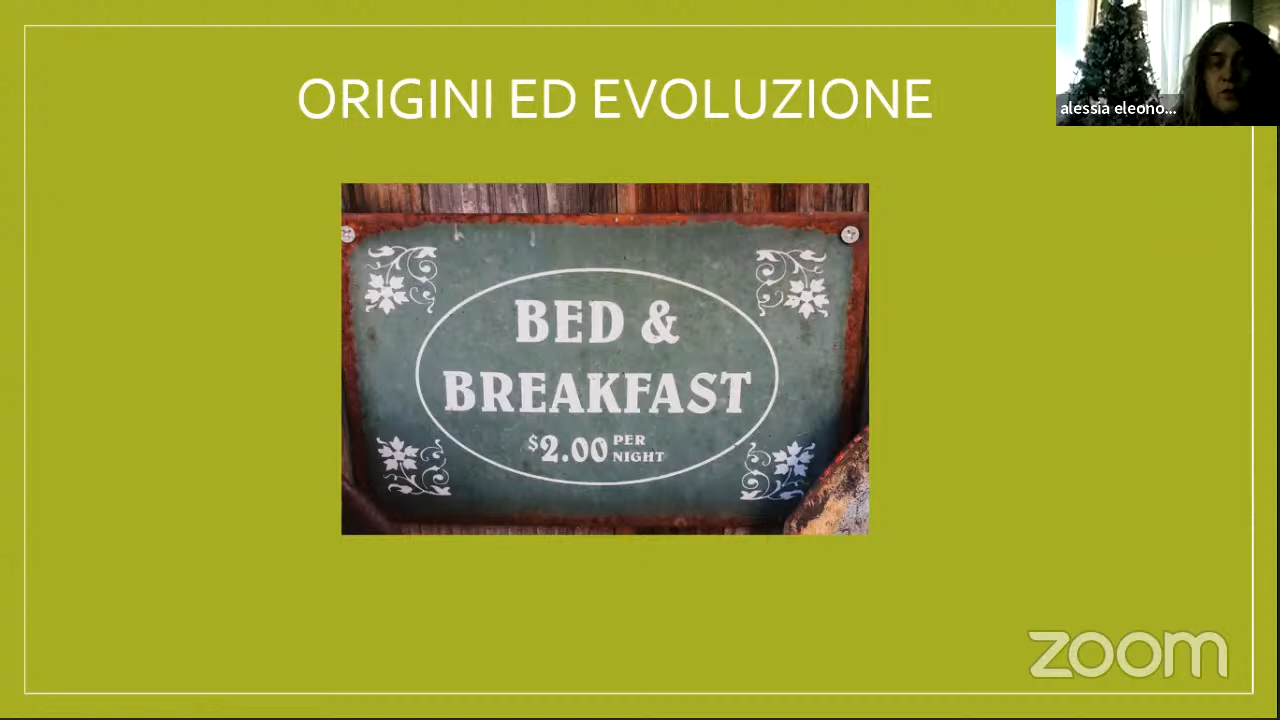 ORIGINI ED EVOLUZIONE
alessia eleono...
BED &
BREAKFAST
$2.00 PER
NIGHT
zoom